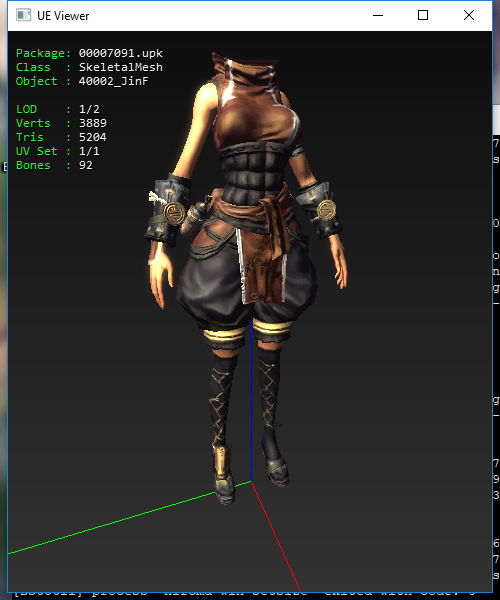 UE Viewer
Package: 00007091.upk
Class  : SkeletalMesh
Object : 40002_JinF
LOD    : 1/2
Verts  : 3889
Tris   : 5204
UV Set : 1/1
Bones  : 92